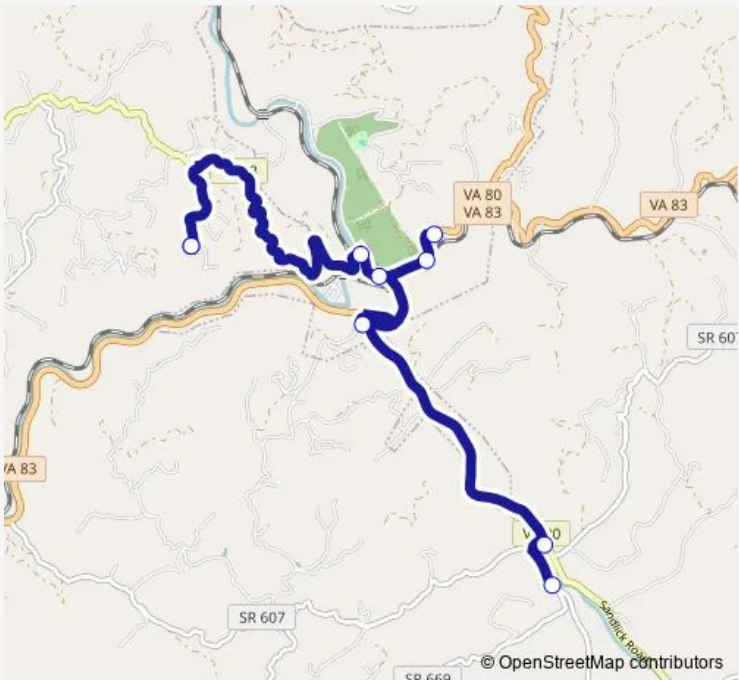 VA 80
VA 83
VA 83
SR 607
VA 83
SR 607
Sandlick Road
SR 669
© OpenStreetMap contributors